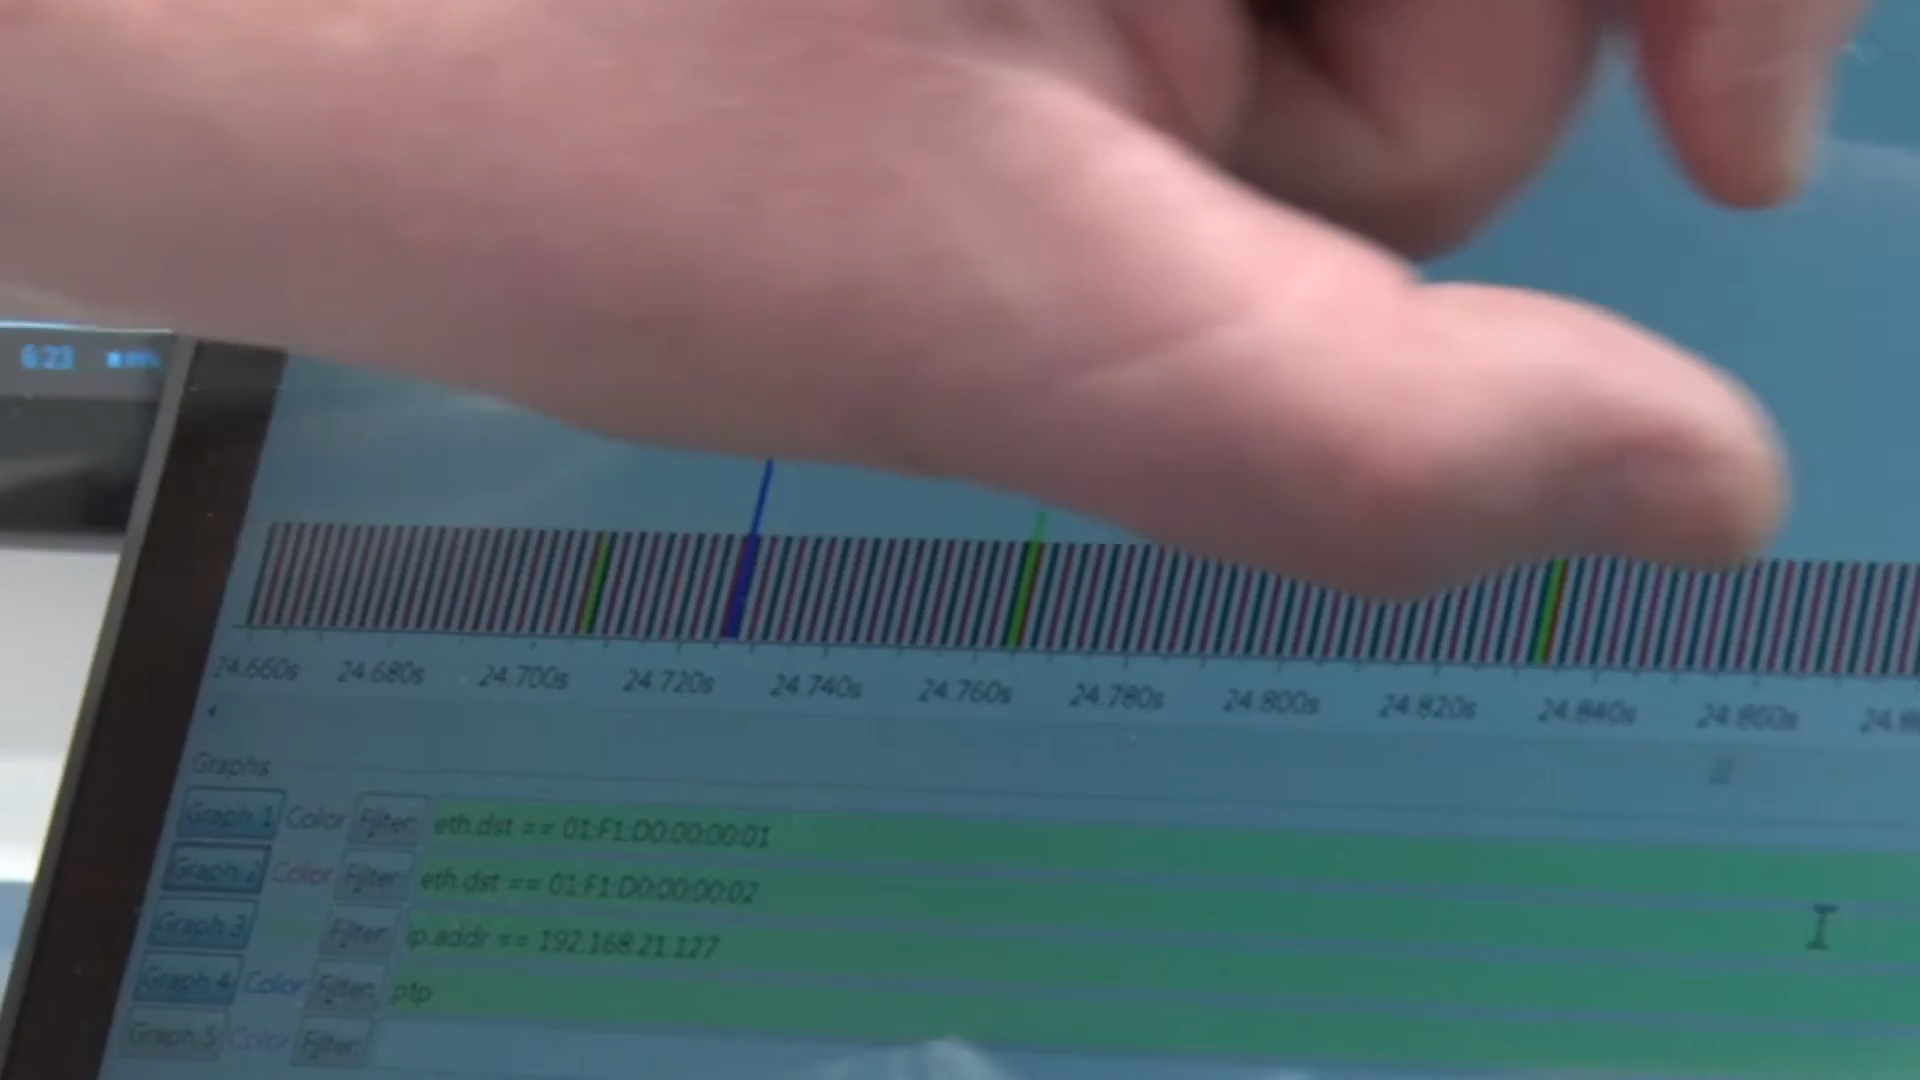 6:23
24.660s 24.680s 24.700s 24.720s 24.740s 24.760s 24.780s 24.800s 24.820s 24.840s 24.860s
Graphs
Graph 1 Color Filter: eth.dst == 01:F1:D0:00:00:01
Graph 2 Color Filter: eth.dst == 01:F1:D0:00:00:02
Graph 3 Filter: ip.addr == 192.168.21.127
Graph 4 Color Filter: ptp
Graph 5 Color Filter: